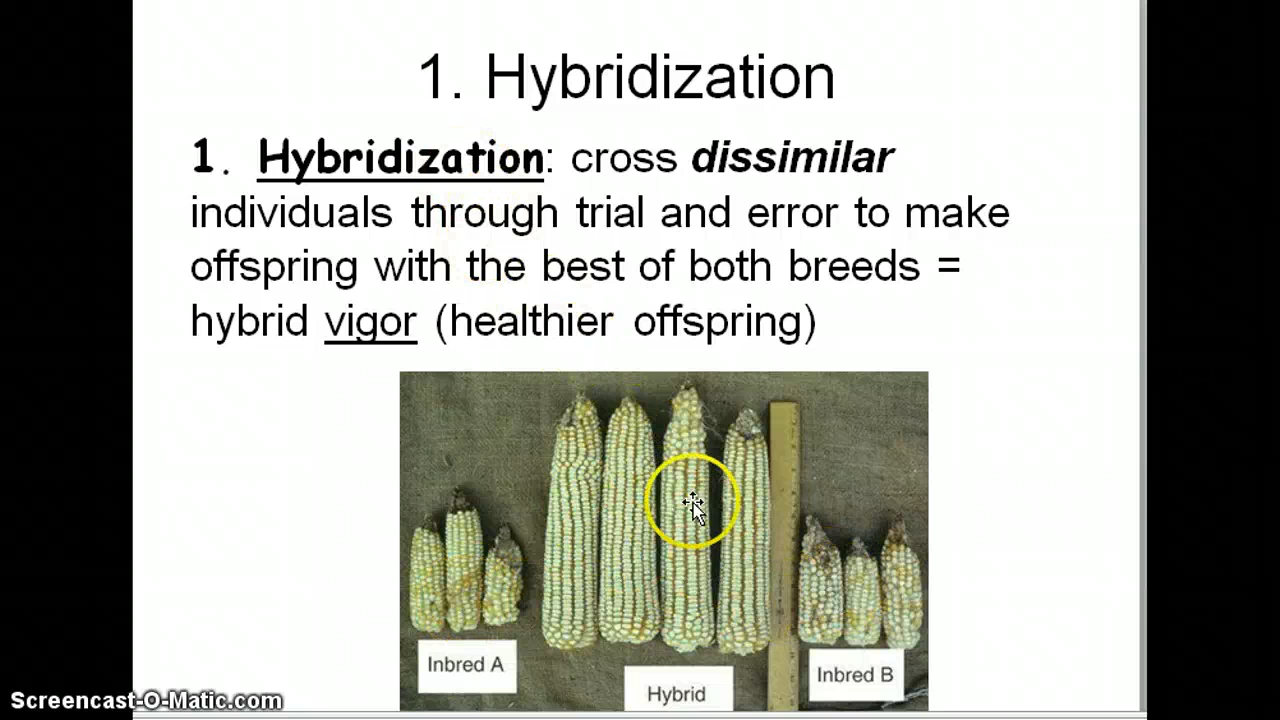 1. Hybridization
1. Hybridization: cross dissimilar
individuals through trial and error to make
offspring with the best of both breeds =
hybrid vigor (healthier offspring)
Inbred A
Hybrid
Inbred B
Screencast-O-Matic.com